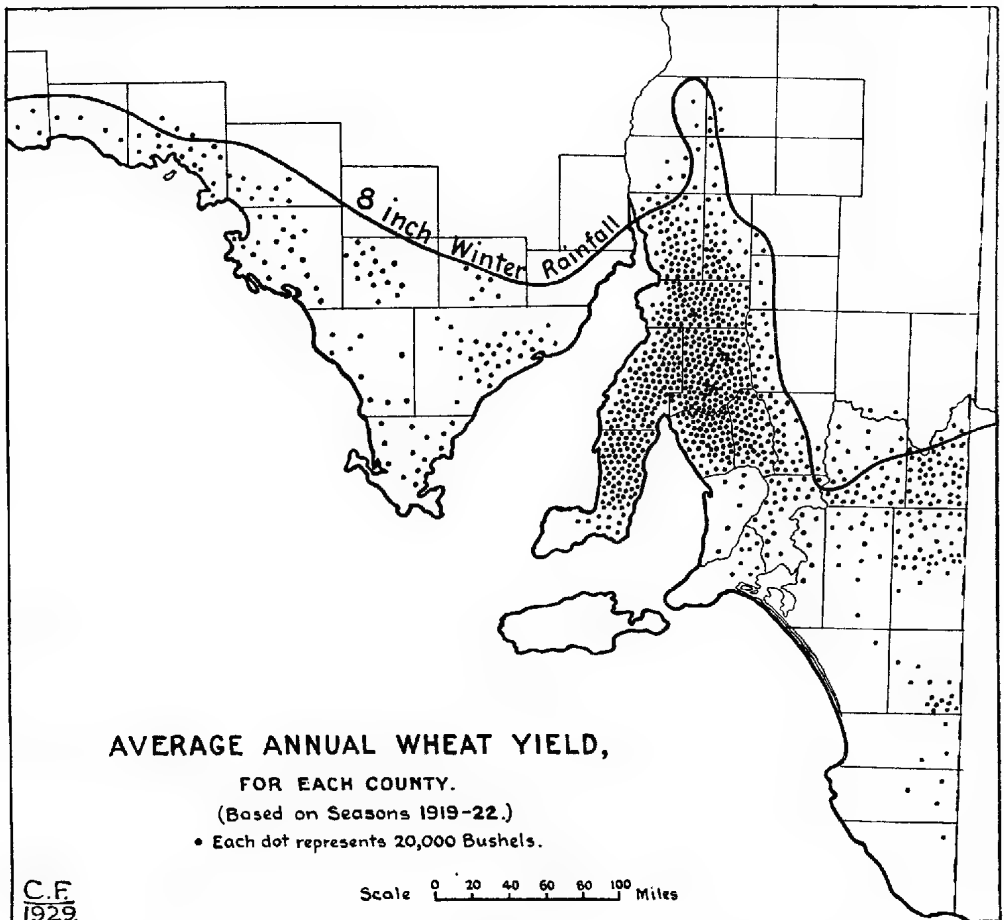 8 inch Winter Rainfall
AVERAGE ANNUAL WHEAT YIELD,
FOR EACH COUNTY.
(Based on Seasons 1919-22.)
• Each dot represents 20,000 Bushels.
C.F.
1929
Scale 0 20 40 60 80 100 Miles